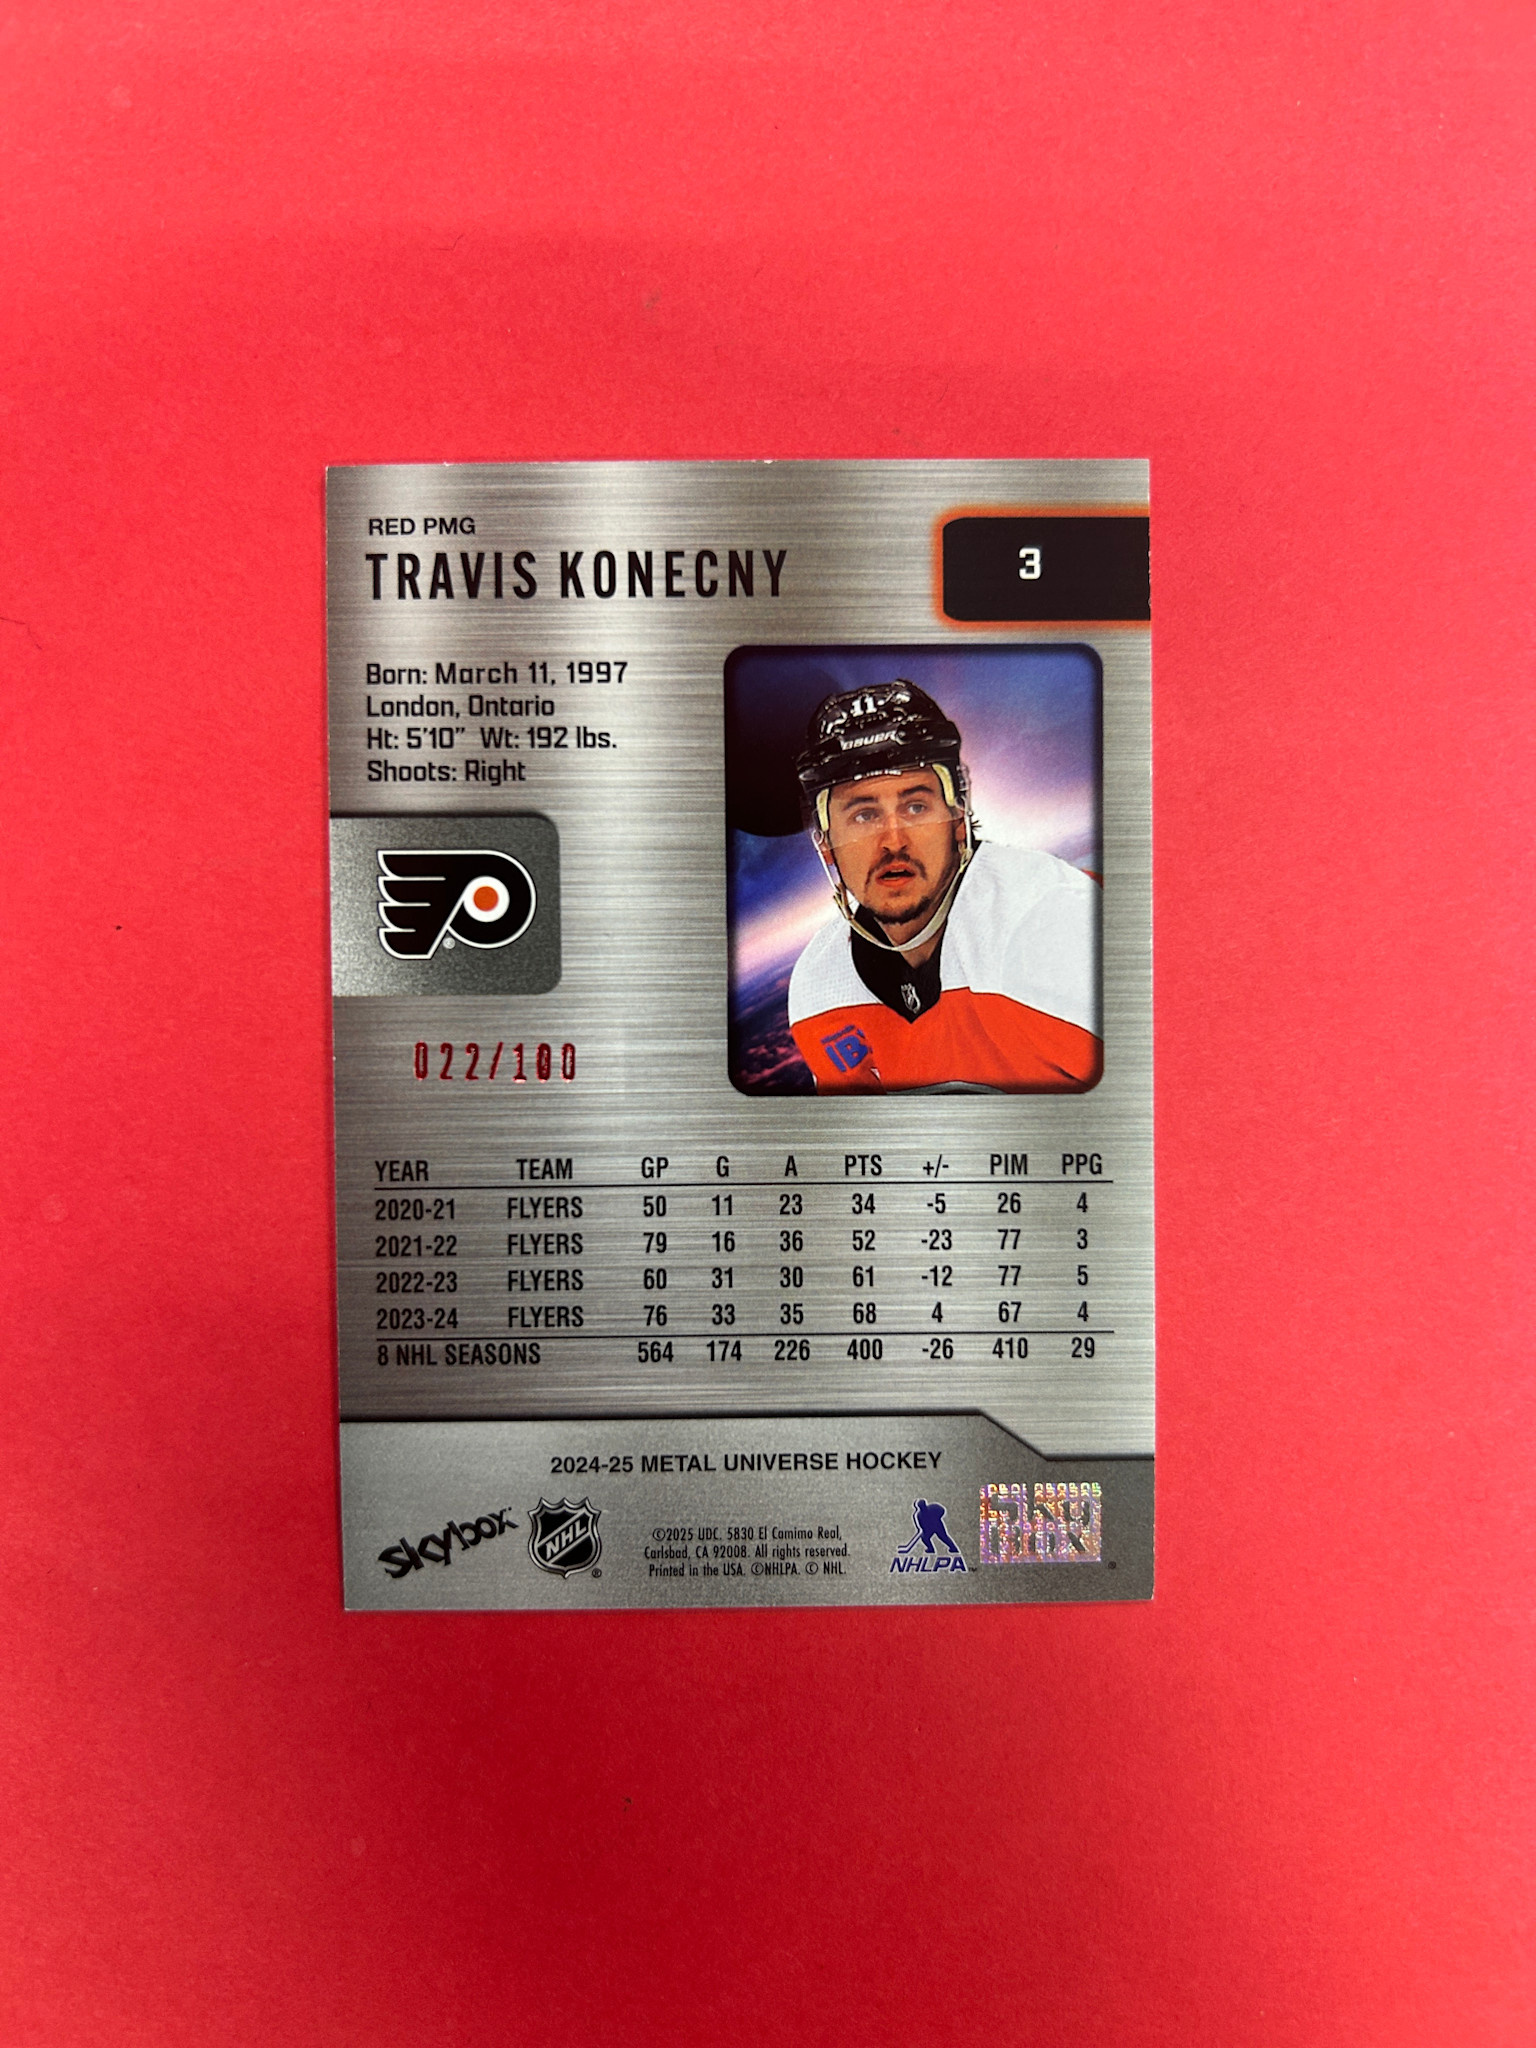 RED PMG
TRAVIS KONECNY
3
Born: March 11, 1997
London, Ontario
Ht: 5'10" Wt: 192 lbs.
Shoots: Right
11
BAUER
022/100
YEAR TEAM GP G A PTS +/- PIM PPG
2020-21 FLYERS 50 11 23 34 -5 26 4
2021-22 FLYERS 79 16 36 52 -23 77 3
2022-23 FLYERS 60 31 30 61 -12 77 5
2023-24 FLYERS 76 33 35 68 4 67 4
8 NHL SEASONS 564 174 226 400 -26 410 29
2024-25 METAL UNIVERSE HOCKEY
skybox
NHL
®
©2025 UDC. 5830 El Camino Real,
Carlsbad, CA 92008. All rights reserved.
Printed in the USA. ©NHLPA. © NHL.
NHLPA
SKY
BOX